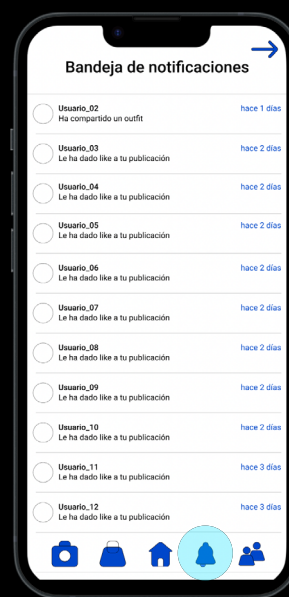 Bandeja de notificaciones
Usuario_02
hace 1 días
Ha compartido un outfit
Usuario_03
hace 2 días
Le ha dado like a tu publicación
Usuario_04
hace 2 días
Le ha dado like a tu publicación
Usuario_05
hace 2 días
Le ha dado like a tu publicación
Usuario_06
hace 2 días
Le ha dado like a tu publicación
Usuario_07
hace 2 días
Le ha dado like a tu publicación
Usuario_08
hace 2 días
Le ha dado like a tu publicación
Usuario_09
hace 2 días
Le ha dado like a tu publicación
Usuario_10
hace 2 días
Le ha dado like a tu publicación
Usuario_11
hace 3 días
Le ha dado like a tu publicación
Usuario_12
hace 3 días
Le ha dado like a tu publicación